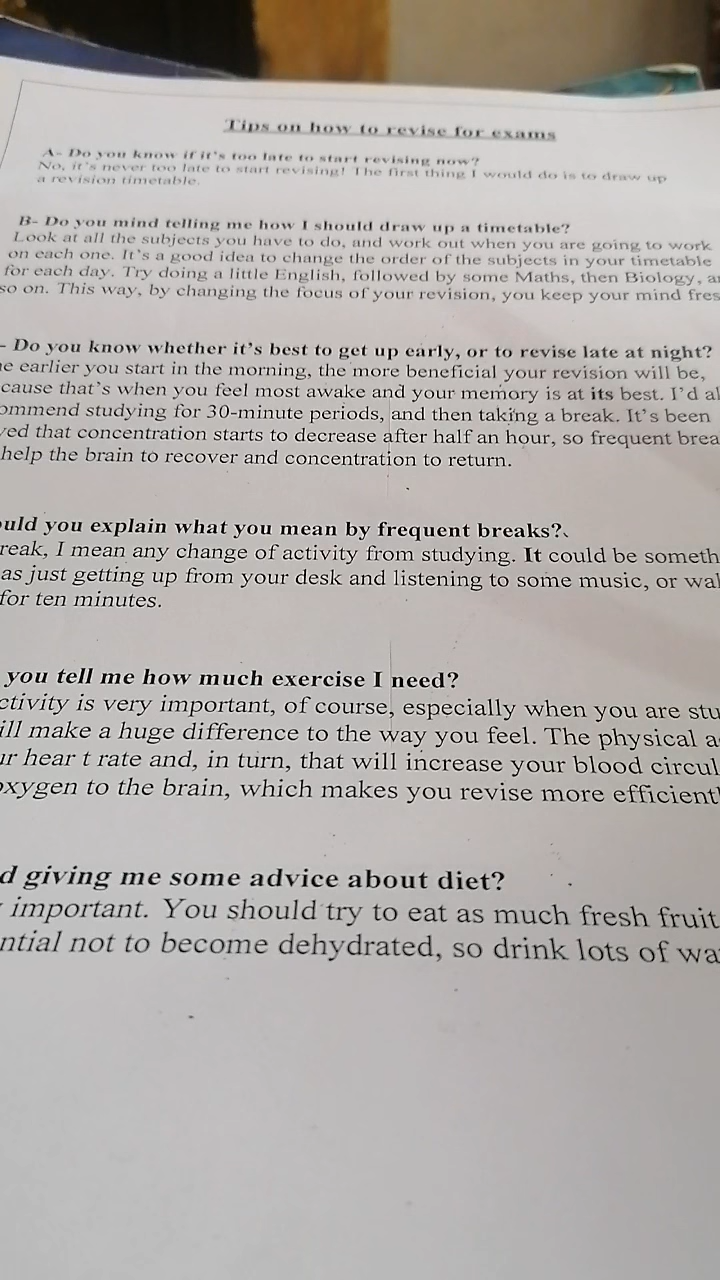 Tips on how to revise for exams
A- Do you know if it's too late to start revising now?
No, it's never too late to start revising! The first thing I would do is to draw up
a revision timetable.
B- Do you mind telling me how I should draw up a timetable?
Look at all the subjects you have to do, and work out when you are going to work
on each one. It's a good idea to change the order of the subjects in your timetable
for each day. Try doing a little English, followed by some Maths, then Biology,
so on. This way, by changing the focus of your revision, you keep your mind
- Do you know whether it's best to get up early, or to revise late at night?
earlier you start in the morning, the more beneficial your revision will be,
cause that's when you feel most awake and your memory is at its best. I'd
ommend studying for 30-minute periods, and then taking a break. It's been
ved that concentration starts to decrease after half an hour, so frequent
help the brain to recover and concentration to return.
uld you explain what you mean by frequent breaks?
reak, I mean any change of activity from studying. It could be someth
as just getting up from your desk and listening to some music, or
for ten minutes.
you tell me how much exercise I need?
ctivity is very important, of course, especially when you are stu
ill make a huge difference to the way you feel. The physical a
ur hear t rate and, in turn, that will increase your blood circul
oxygen to the brain, which makes you revise more efficient
d giving me some advice about diet?
important. You should try to eat as much fresh fruit
ntial not to become dehydrated, so drink lots of wa